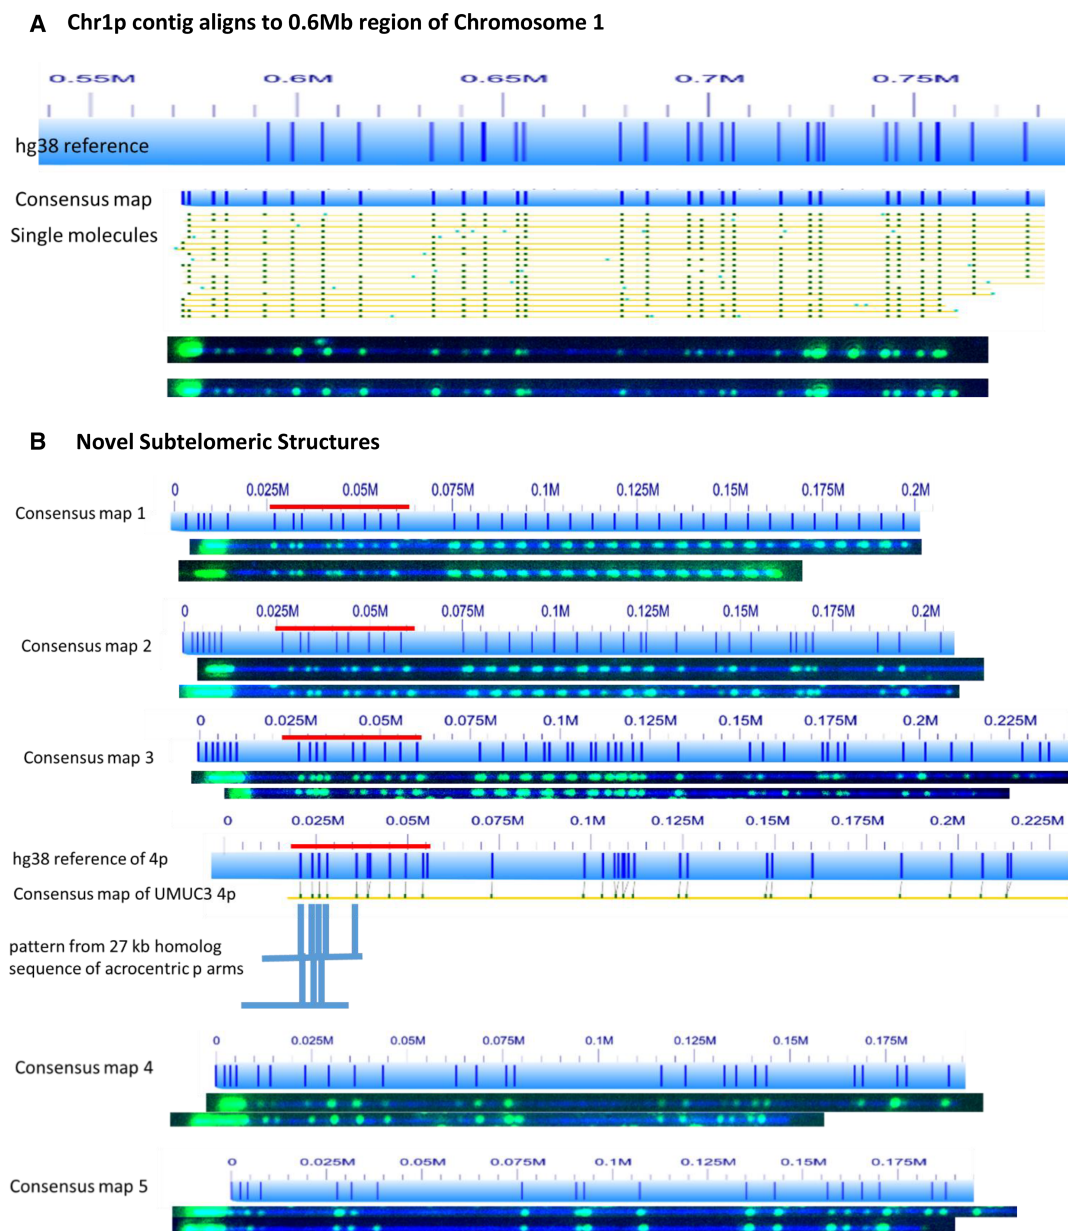 A Chr1p contig aligns to 0.6Mb region of Chromosome 1
0.55M 0.6M 0.65M 0.7M 0.75M
hg38 reference
Consensus map
Single molecules
B Novel Subtelomeric Structures
0 0.025M 0.05M 0.075M 0.1M 0.125M 0.15M 0.175M 0.2M
Consensus map 1
0 0.025M 0.05M 0.075M 0.1M 0.125M 0.15M 0.175M 0.2M
Consensus map 2
0 0.025M 0.05M 0.075M 0.1M 0.125M 0.15M 0.175M 0.2M 0.225M
Consensus map 3
0 0.025M 0.05M 0.075M 0.1M 0.125M 0.15M 0.175M 0.2M 0.225M
hg38 reference of 4p
Consensus map of UMUC3 4p
pattern from 27 kb homolog
sequence of acrocentric p arms
0 0.025M 0.05M 0.075M 0.1M 0.125M 0.15M 0.175M
Consensus map 4
0 0.025M 0.05M 0.075M 0.1M 0.125M 0.15M 0.175M
Consensus map 5